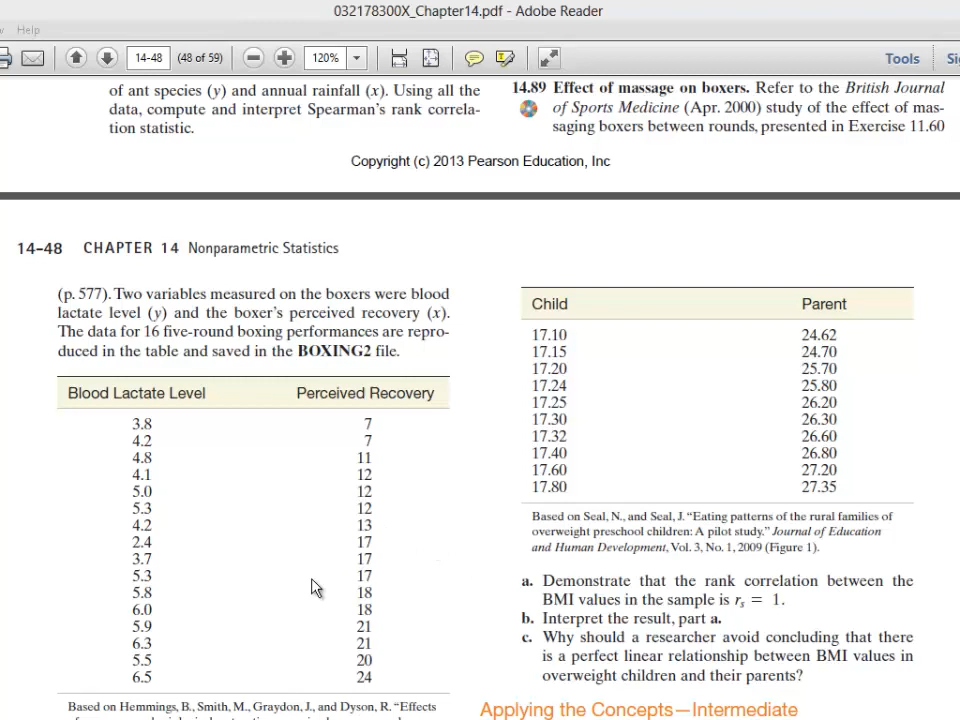 032178300X_Chapter14.pdf - Adobe Reader
Help
14-48 (48 of 59) 120% Tools
of ant species (y) and annual rainfall (x). Using all the
data, compute and interpret Spearman's rank correla-
tion statistic.
14.89 Effect of massage on boxers. Refer to the British Journal
of Sports Medicine (Apr. 2000) study of the effect of mas-
saging boxers between rounds, presented in Exercise 11.60
Copyright (c) 2013 Pearson Education, Inc
14–48 CHAPTER 14 Nonparametric Statistics
(p. 577). Two variables measured on the boxers were blood
lactate level (y) and the boxer's perceived recovery (x).
The data for 16 five-round boxing performances are repro-
duced in the table and saved in the BOXING2 file.
Blood Lactate Level Perceived Recovery
3.8 7
4.2 7
4.8 11
4.1 12
5.0 12
5.3 12
4.2 13
2.4 17
3.7 17
5.3 17
5.8 18
6.0 18
5.9 21
6.3 21
5.5 20
6.5 24
Based on Hemmings, B., Smith, M., Graydon, J., and Dyson, R. "Effects
Child Parent
17.10 24.62
17.15 24.70
17.20 25.70
17.24 25.80
17.25 26.20
17.30 26.30
17.32 26.60
17.40 26.80
17.60 27.20
17.80 27.35
Based on Seal, N., and Seal, J. "Eating patterns of the rural families of
overweight preschool children: A pilot study." Journal of Education
and Human Development, Vol. 3, No. 1, 2009 (Figure 1).
a. Demonstrate that the rank correlation between the
BMI values in the sample is rs = 1.
b. Interpret the result, part a.
c. Why should a researcher avoid concluding that there
is a perfect linear relationship between BMI values in
overweight children and their parents?
Applying the Concepts—Intermediate